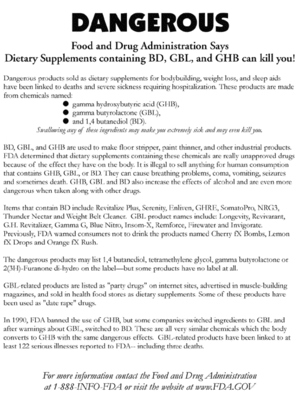 DANGEROUS
Food and Drug Administration Says
Dietary Supplements containing BD, GBL, and GHB can kill you!
Dangerous products sold as dietary supplements for bodybuilding, weight loss, and sleep aids
have been linked to deaths and severe sickness requiring hospitalization. These products are made
from chemicals named:
● gamma hydroxybutyric acid (GHB),
● gamma butyrolactone (GBL),
● and 1,4 butanediol (BD).
Swallowing any of these ingredients may make you extremely sick and may even kill you.
BD, GBL, and GHB are used to make floor stripper, paint thinner, and other industrial products.
FDA determined that dietary supplements containing these chemicals are really unapproved drugs
because of the effect they have on the body. It is illegal to sell anything for human consumption
that contains GHB, GBL, or BD. They can cause breathing problems, coma, vomiting, seizures
and sometimes death. GHB, GBL and BD also increase the effects of alcohol and are even more
dangerous when taken along with other drugs.
Items that contain BD include Revitalize Plus, Serenity, Enliven, GHRE, SomatoPro, NRG3,
Thunder Nectar and Weight Belt Cleaner. GBL product names include: Longevity, Revivarant,
G.H. Revitalizer, Gamma G, Blue Nitro, Insom-X, Remforce, Firewater and Invigorate.
Previously, FDA warned consumers not to drink the products named Cherry fX Bombs, Lemon
fX Drops and Orange fX Rush.
The dangerous products may list 1,4 butanediol, tetramethylene glycol, gamma butyrolactone or
2(3H)-Furanone di-hydro on the label—but some products have no label at all.
GBL-related products are listed as "party drugs" on internet sites, advertised in muscle-building
magazines, and sold in health food stores as dietary supplements. Some of these products have
been used as "date rape" drugs.
In 1990, FDA banned the use of GHB, but some companies switched ingredients to GBL and
after warnings about GBL, switched to BD. These are all very similar chemicals which the body
converts to GHB with the same dangerous effects. GBL-related products have been linked to at
least 122 serious illnesses reported to FDA-- including three deaths.
For more information contact the Food and Drug Administration
at 1-888-INFO-FDA or visit the website at www.FDA.GOV